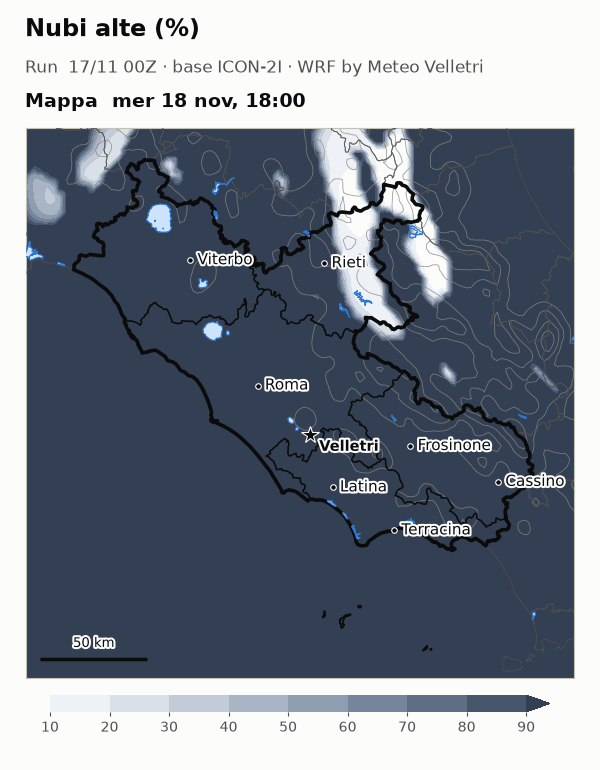 Nubi alte (%)
Run 17/11 00Z · base ICON-2I · WRF by Meteo Velletri
Mappa mer 18 nov, 18:00
Viterbo
Rieti
Roma
Velletri
Frosinone
Latina
Cassino
Terracina
50 km
10 20 30 40 50 60 70 80 90